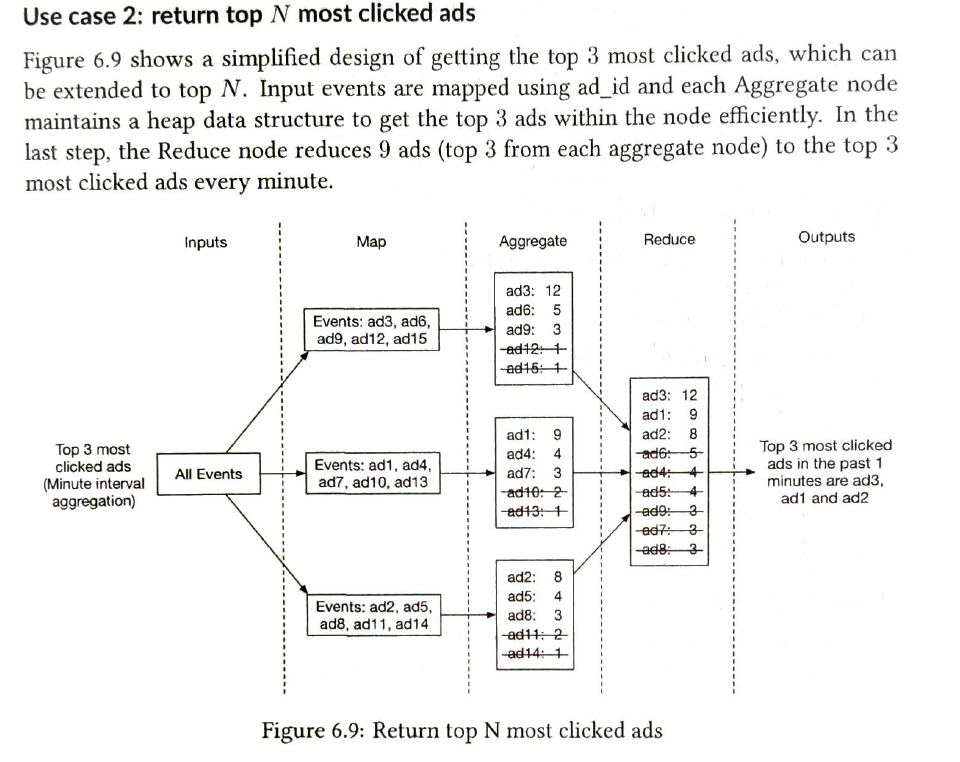 Use case 2: return top N most clicked ads
Figure 6.9 shows a simplified design of getting the top 3 most clicked ads, which can
be extended to top N. Input events are mapped using ad_id and each Aggregate node
maintains a heap data structure to get the top 3 ads within the node efficiently. In the
last step, the Reduce node reduces 9 ads (top 3 from each aggregate node) to the top 3
most clicked ads every minute.
Inputs
Map
Aggregate
Reduce
Outputs
Top 3 most
clicked ads
(Minute interval
aggregation)
All Events
Events: ad3, ad6,
ad9, ad12, ad15
Events: ad1, ad4,
ad7, ad10, ad13
Events: ad2, ad5,
ad8, ad11, ad14
ad3: 12
ad6: 5
ad9: 3
ad12: 1
ad15: 1
ad1: 9
ad4: 4
ad7: 3
ad10: 2
ad13: 1
ad2: 8
ad5: 4
ad8: 3
ad11: 2
ad14: 1
ad3: 12
ad1: 9
ad2: 8
ad6: 5
ad4: 4
ad5: 4
ad9: 3
ad7: 3
ad8: 3
Top 3 most clicked
ads in the past 1
minutes are ad3,
ad1 and ad2
Figure 6.9: Return top N most clicked ads